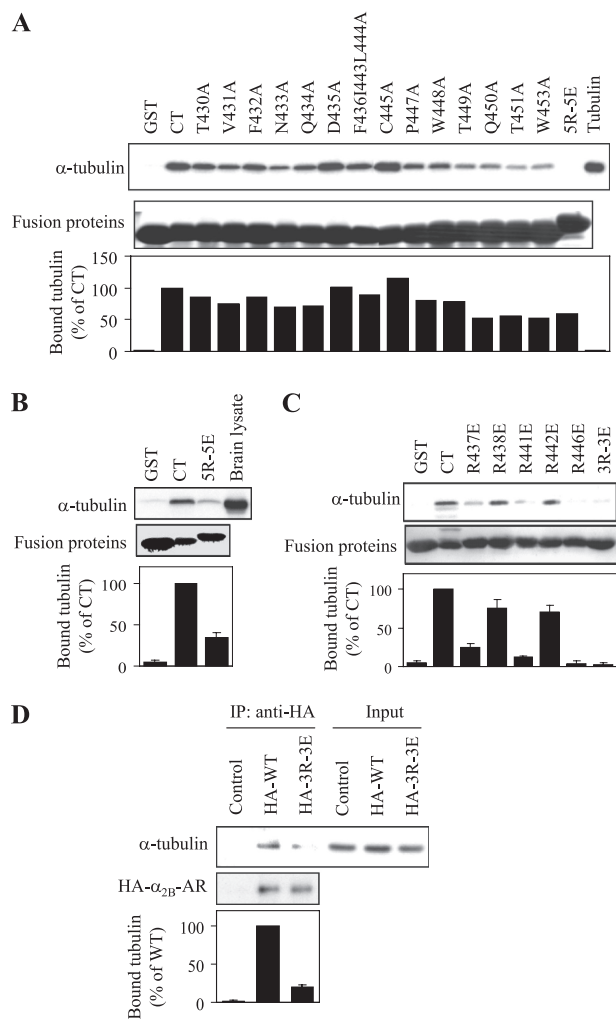 A
GST
CT
T430A
V431A
F432A
N433A
Q434A
D435A
F436I443L444A
C445A
P447A
W448A
T449A
Q450A
T451A
W453A
5R-5E
Tubulin
α-tubulin
Fusion proteins
Bound tubulin
(% of CT)
150
100
50
0
B
GST
CT
5R-5E
Brain lysate
α-tubulin
Fusion proteins
Bound tubulin
(% of CT)
100
50
0
C
GST
CT
R437E
R438E
R441E
R442E
R446E
3R-3E
α-tubulin
Fusion proteins
Bound tubulin
(% of CT)
100
50
0
D
IP: anti-HA
Input
Control
HA-WT
HA-3R-3E
Control
HA-WT
HA-3R-3E
α-tubulin
HA-α2B-AR
Bound tubulin
(% of WT)
100
50
0